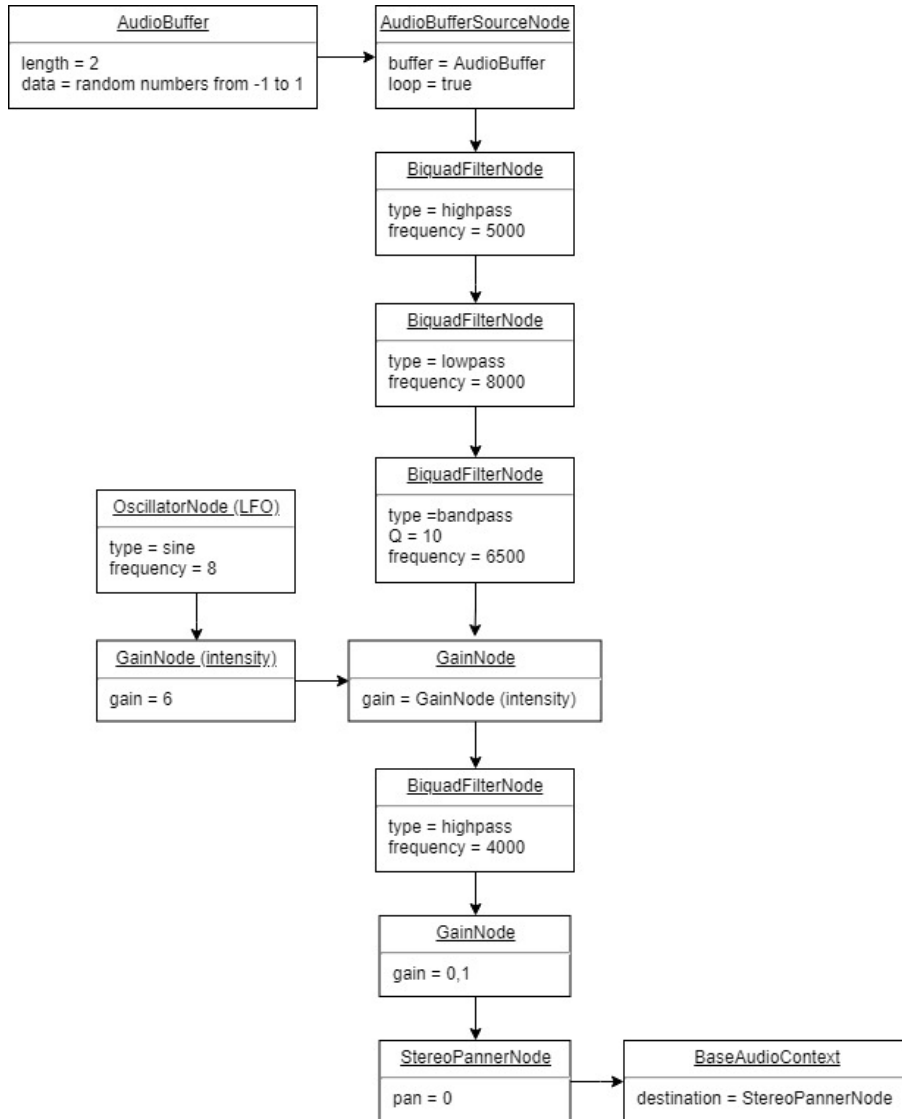 AudioBuffer
length = 2
data = random numbers from -1 to 1
AudioBufferSourceNode
buffer = AudioBuffer
loop = true
BiquadFilterNode
type = highpass
frequency = 5000
BiquadFilterNode
type = lowpass
frequency = 8000
BiquadFilterNode
type =bandpass
Q = 10
frequency = 6500
OscillatorNode (LFO)
type = sine
frequency = 8
GainNode (intensity)
gain = 6
GainNode
gain = GainNode (intensity)
BiquadFilterNode
type = highpass
frequency = 4000
GainNode
gain = 0,1
StereoPannerNode
pan = 0
BaseAudioContext
destination = StereoPannerNode